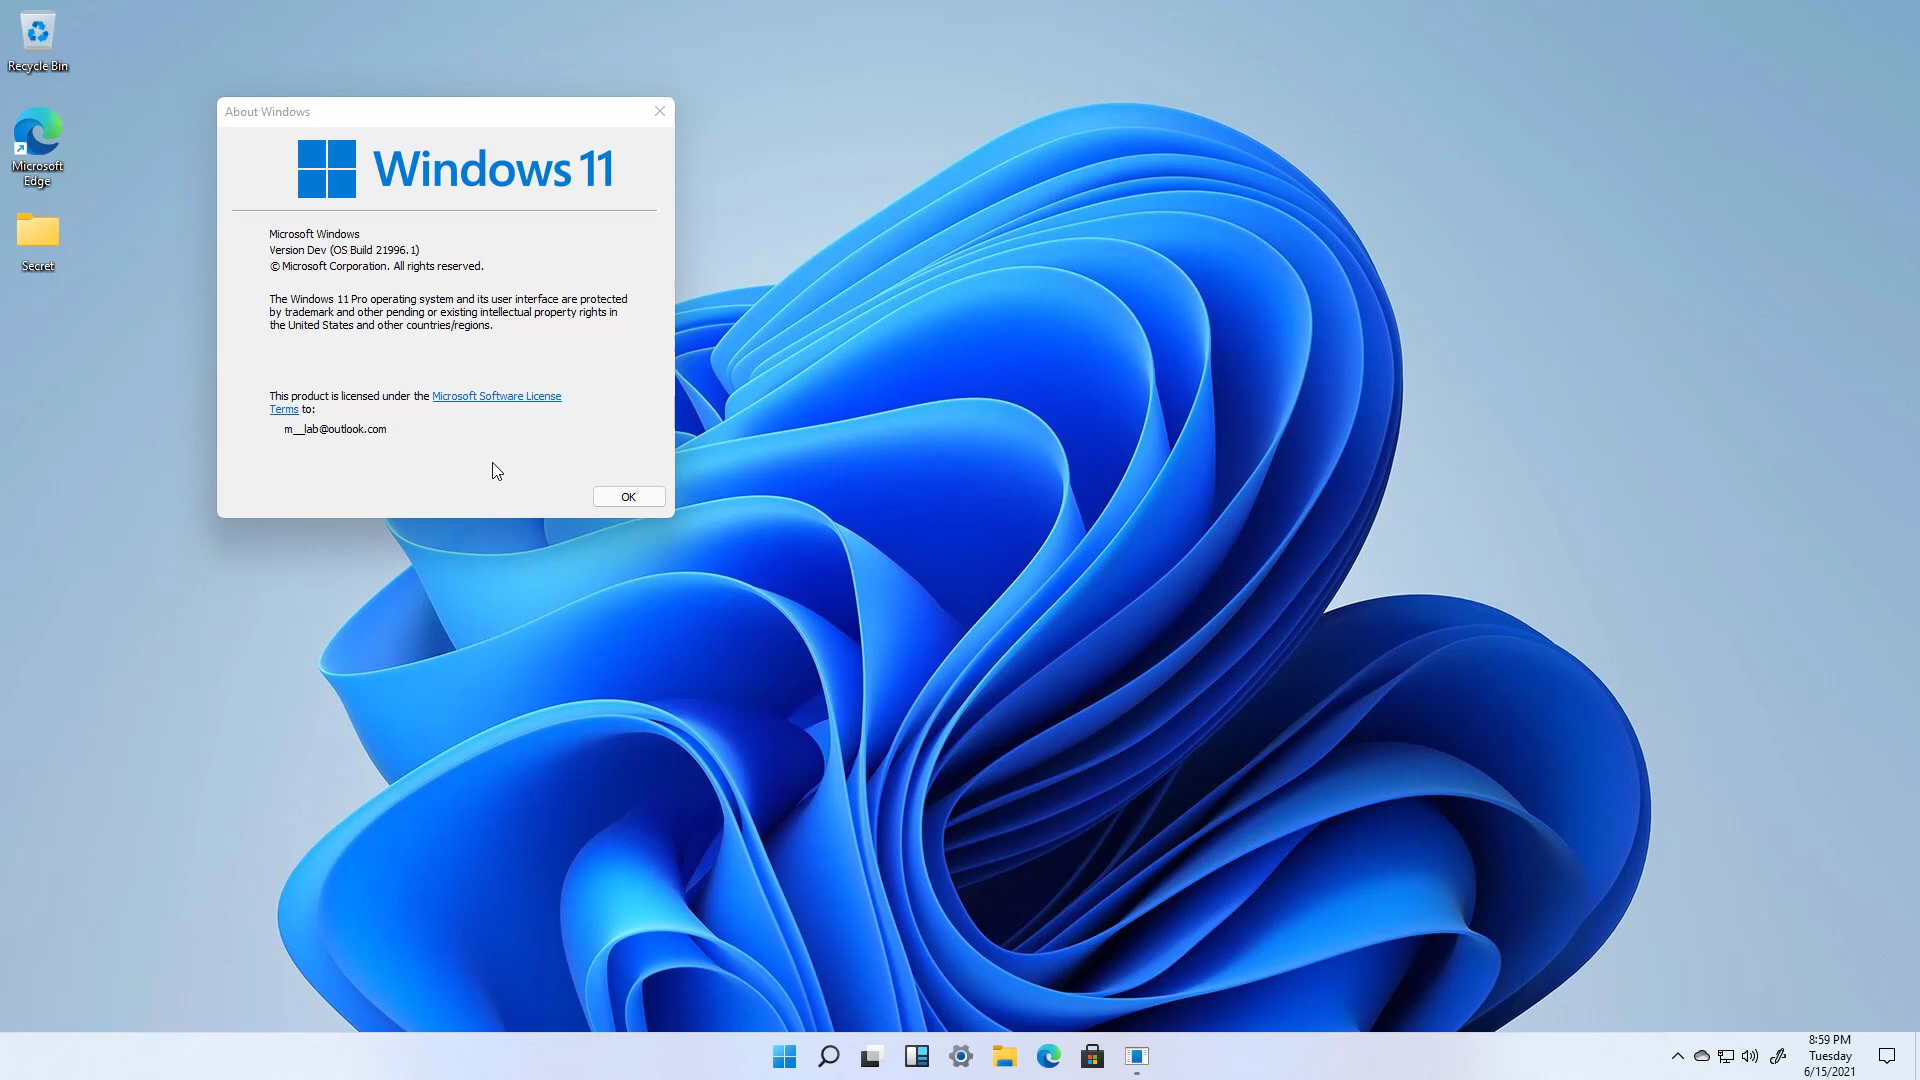 Recycle Bin
Microsoft
Edge
Secret
About Windows
Windows 11
Microsoft Windows
Version Dev (OS Build 21996.1)
© Microsoft Corporation. All rights reserved.
The Windows 11 Pro operating system and its user interface are protected
by trademark and other pending or existing intellectual property rights in
the United States and other countries/regions.
This product is licensed under the Microsoft Software License
Terms to:
m__lab@outlook.com
OK
8:59 PM
Tuesday
6/15/2021